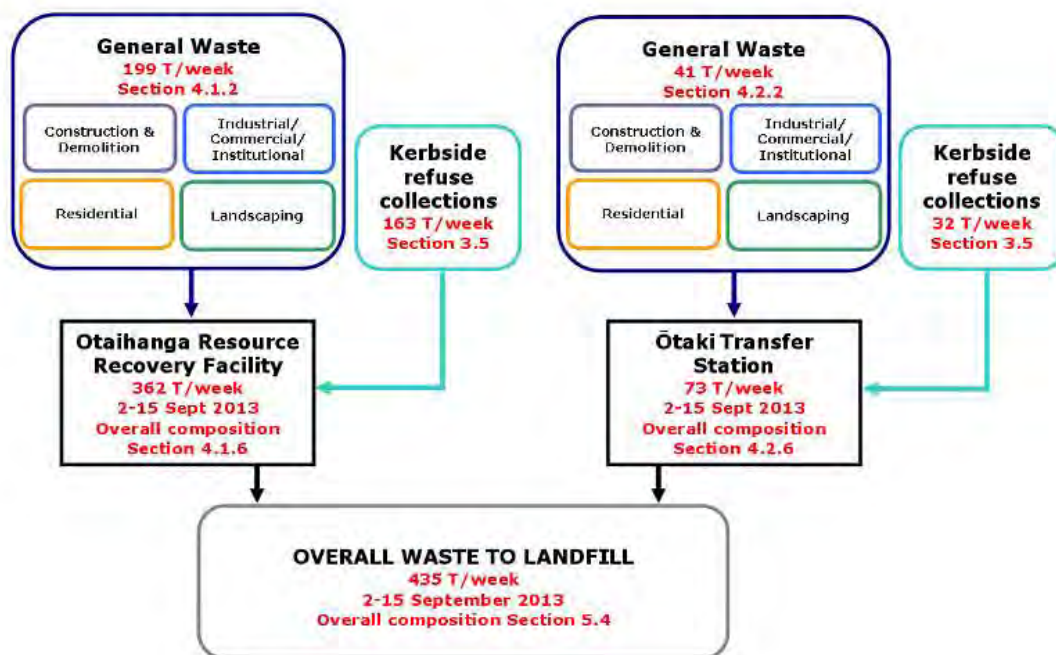 General Waste
199 T/week
Section 4.1.2
Construction &
Demolition
Industrial/
Commercial/
Institutional
Residential
Landscaping
Kerbside
refuse
collections
163 T/week
Section 3.5
General Waste
41 T/week
Section 4.2.2
Construction &
Demolition
Industrial/
Commercial/
Institutional
Residential
Landscaping
Kerbside
refuse
collections
32 T/week
Section 3.5
Otaihanga Resource
Recovery Facility
362 T/week
2-15 Sept 2013
Overall composition
Section 4.1.6
Ōtaki Transfer
Station
73 T/week
2-15 Sept 2013
Overall composition
Section 4.2.6
OVERALL WASTE TO LANDFILL
435 T/week
2-15 September 2013
Overall composition Section 5.4